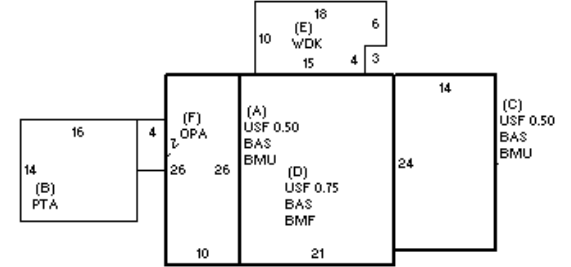 18
6
(E)
10
WDK
15
4
3
14
(C)
USF 0.50
BAS
BMU
(A)
USF 0.50
BAS
BMU
(F)
OPA
16
4
2
14
(B)
PTA
26
26
(D)
USF 0.75
BAS
BMF
24
10
21